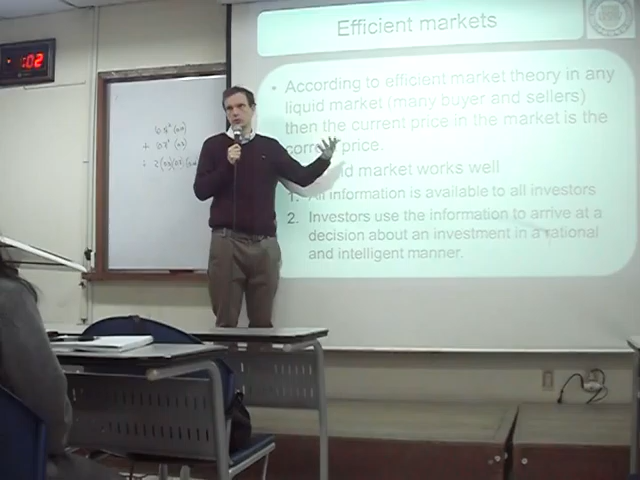 Efficient markets
:02
• According to efficient market theory in any
liquid market (many buyer and sellers)
then the current price in the market is the
price.
market works well
1. All information is available to all investors
2. Investors use the information to arrive at a
decision about an investment in a rational
and intelligent manner.